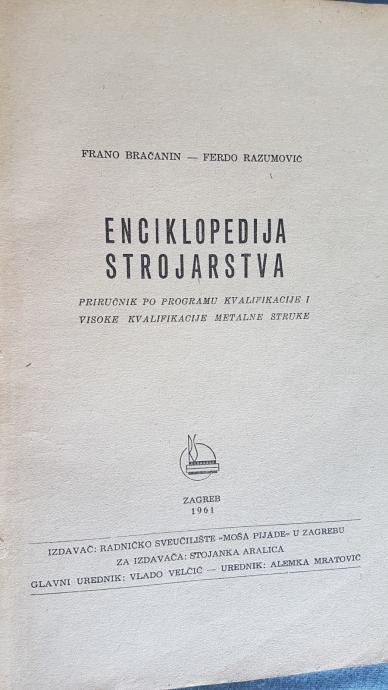 FRANO BRAČANIN — FERDO RAZUMOVIĆ
ENCIKLOPEDIJA
STROJARSTVA
PRIRUČNIK PO PROGRAMU KVALIFIKACIJE I
VISOKE KVALIFIKACIJE METALNE STRUKE
ZAGREB
1961
IZDAVAČ: RADNIČKO SVEUČILIŠTE »MOŠA PIJADE« U ZAGREBU
ZA IZDAVAČA: STOJANKA ARALICA
GLAVNI UREDNIK: VLADO VELČIĆ — UREDNIK: ALEMKA MRATOVIĆ